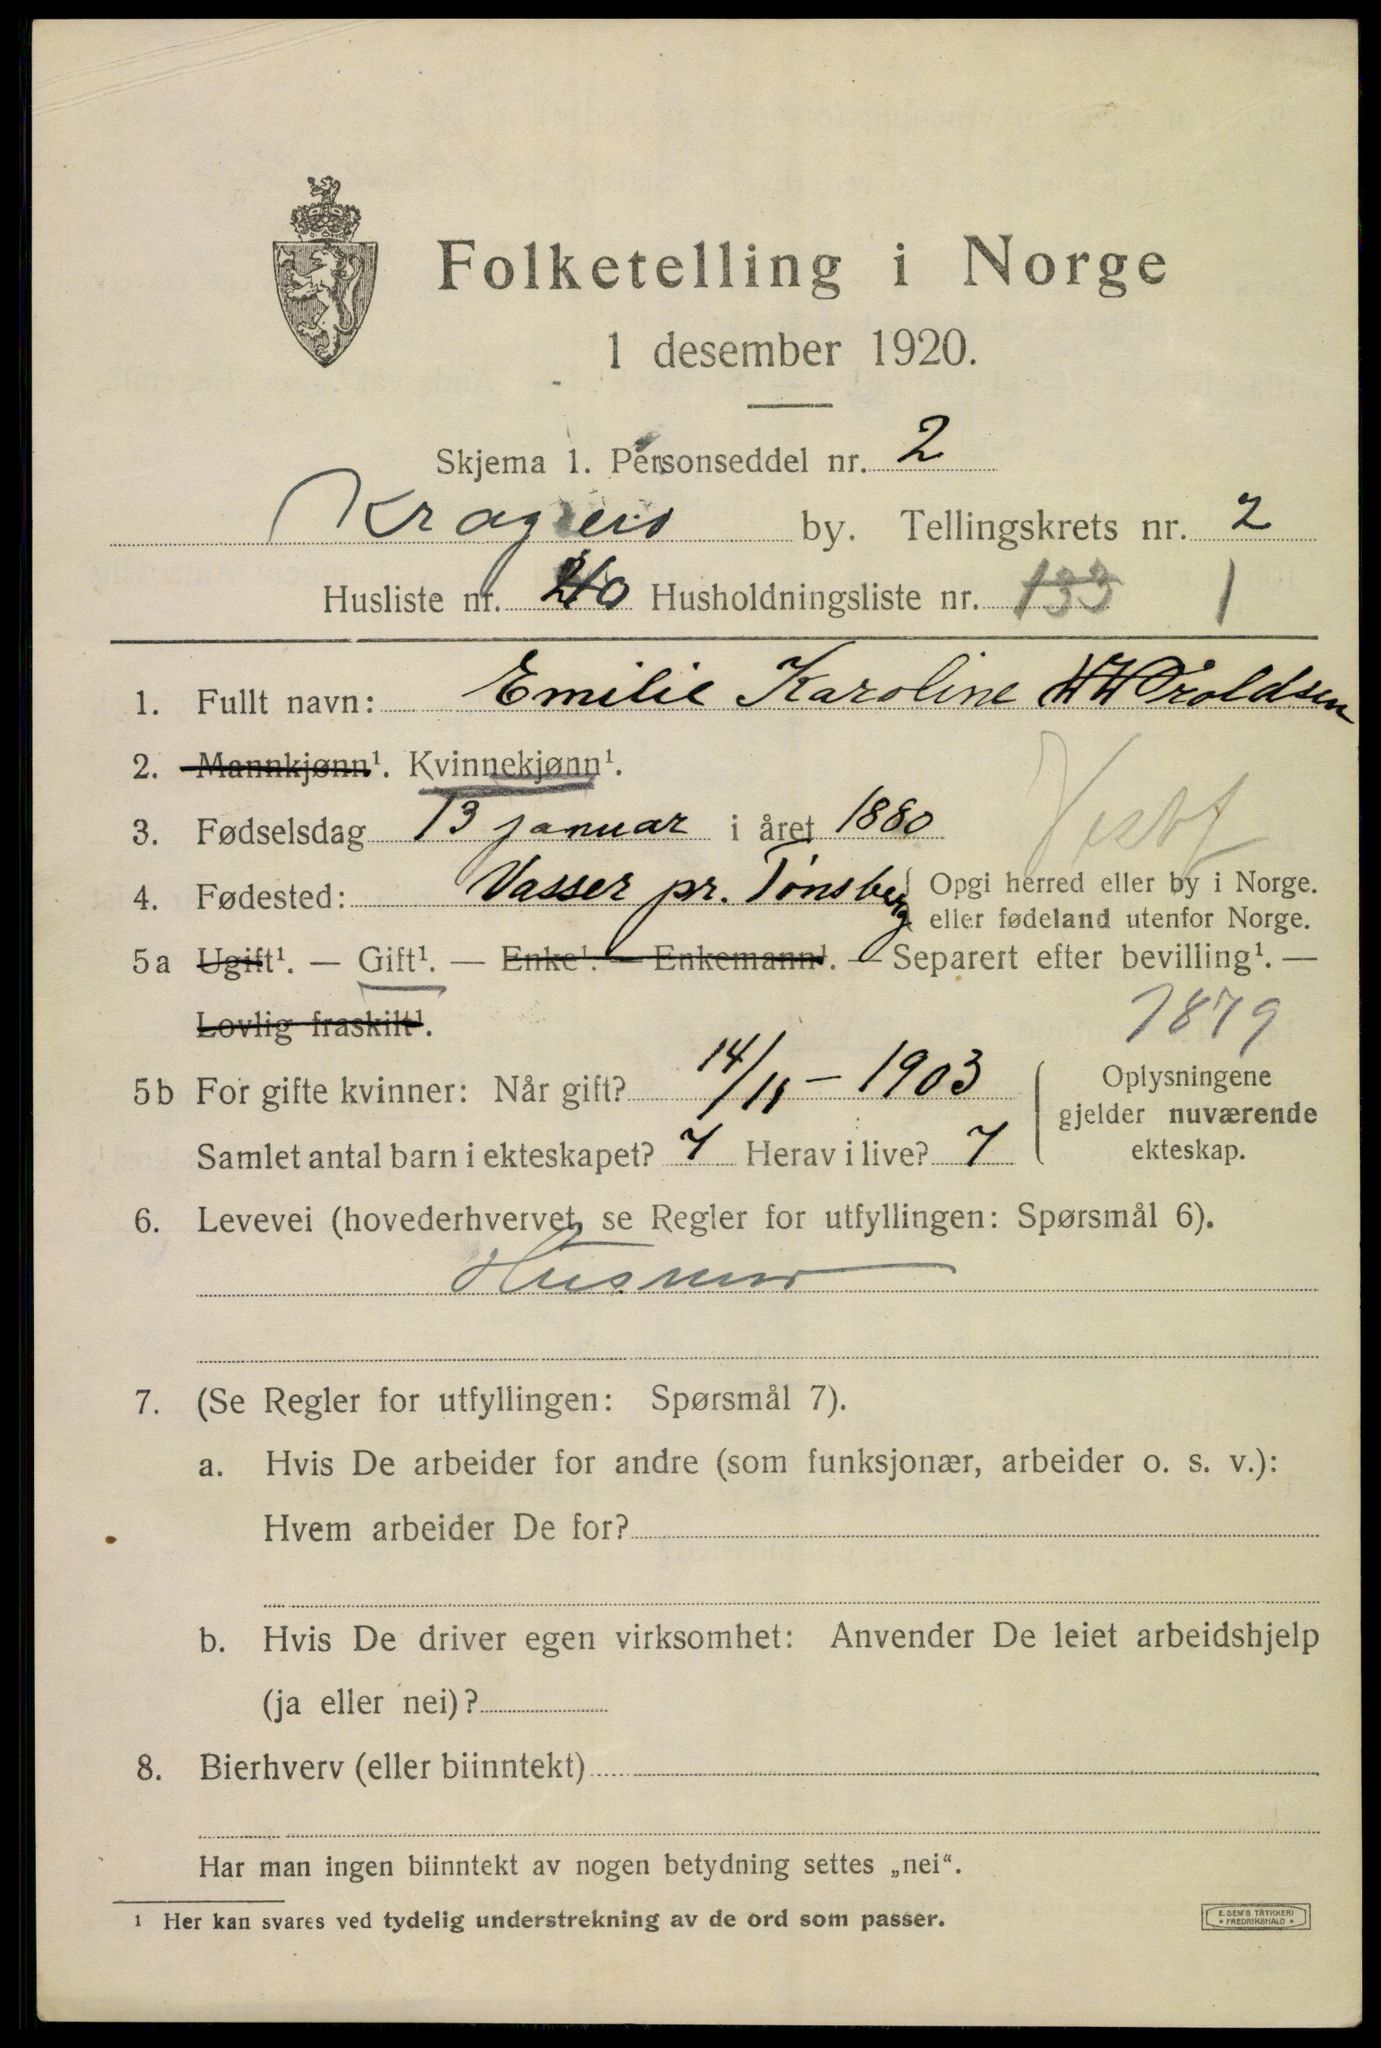 Folketelling i Norge
1 desember 1920.
Skjema 1. Personseddel nr. 2
Kragerø by. Tellingskrets nr. 2
Husliste nr. 20 Husholdningsliste nr. 133 1
1. Fullt navn: Emilie Karoline Troldsen
2. Mannkjønn¹. Kvinnekjønn¹.
3. Fødselsdag 13 januar i året 1880
Vestf
4. Fødested: Vasser pr. Tønsberg { Opgi herred eller by i Norge.
eller fødeland utenfor Norge.
5a Ugift¹. — Gift¹. — Enke¹. — Enkemann¹. — Separert efter bevilling¹. —
Lovlig fraskilt¹.
1879
5b For gifte kvinner: Når gift? 14/11 — 1903
Samlet antal barn i ekteskapet? 7 Herav i live? 7
Oplysningene
gjelder nuværende
ekteskap.
6. Levevei (hovederhvervet, se Regler for utfyllingen: Spørsmål 6).
Husmor
7. (Se Regler for utfyllingen: Spørsmål 7).
a. Hvis De arbeider for andre (som funksjonær, arbeider o. s. v.):
Hvem arbeider De for?
b. Hvis De driver egen virksomhet: Anvender De leiet arbeidshjelp
(ja eller nei)?
8. Bierhverv (eller biinntekt)
Har man ingen biinntekt av nogen betydning settes „nei“.
¹ Her kan svares ved tydelig understrekning av de ord som passer.
E. SEM'S TRYKKERI
• FREDRIKSHALD •